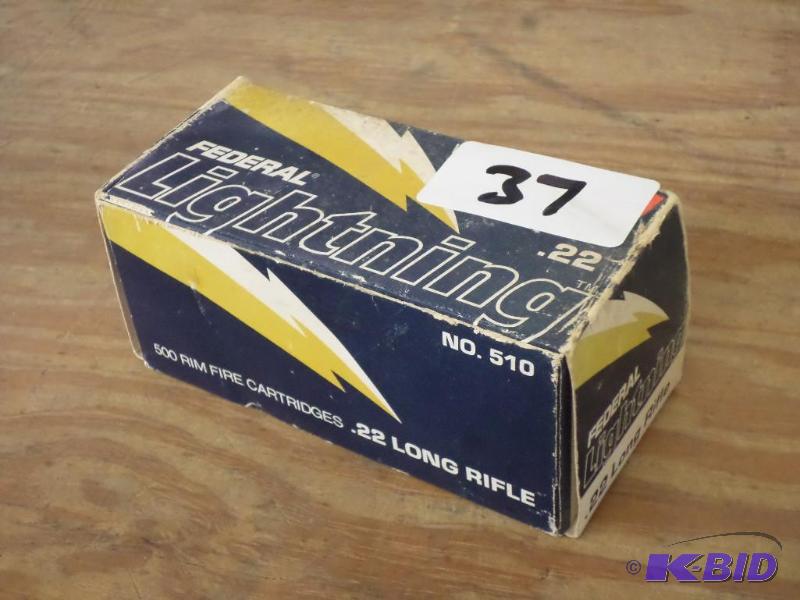 FEDERAL®
Lightning
TM
37
.22
NO. 510
500 RIM FIRE CARTRIDGES .22 LONG RIFLE
FEDERAL
Lightning
.22 Long Rifle
© K-BID